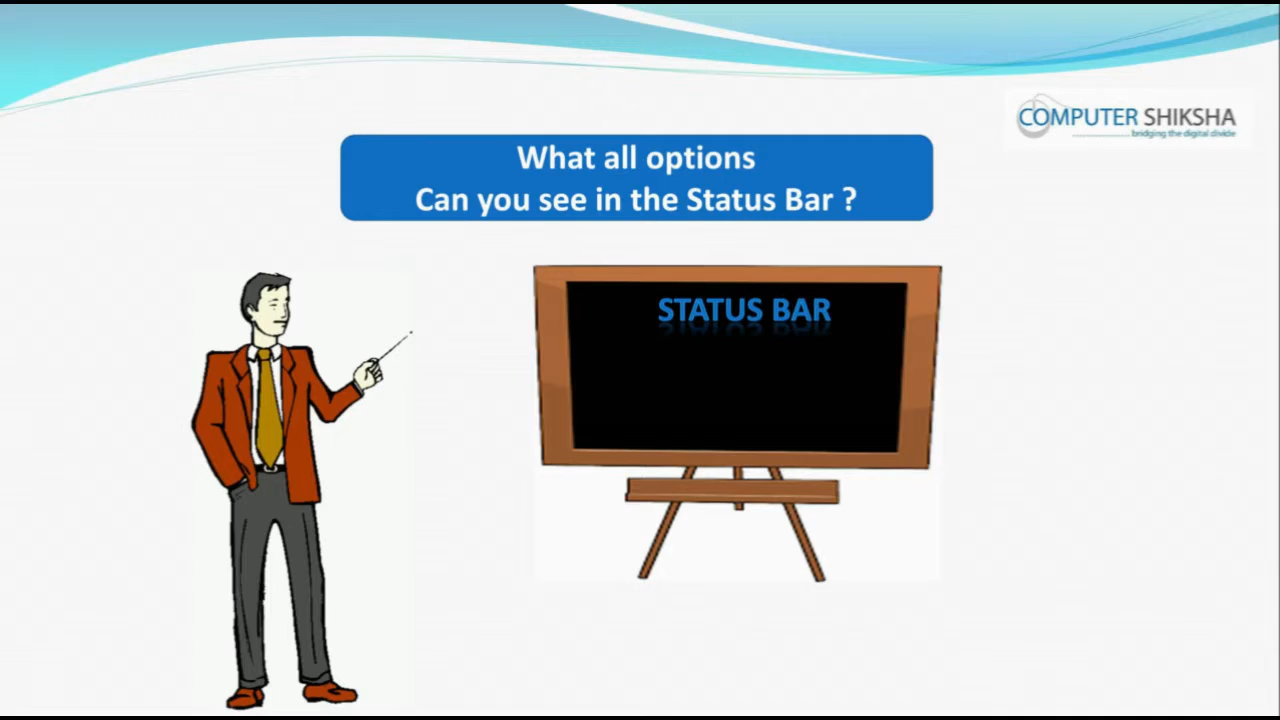 COMPUTER SHIKSHA
bridging the digital divide
What all options
Can you see in the Status Bar ?
STATUS BAR